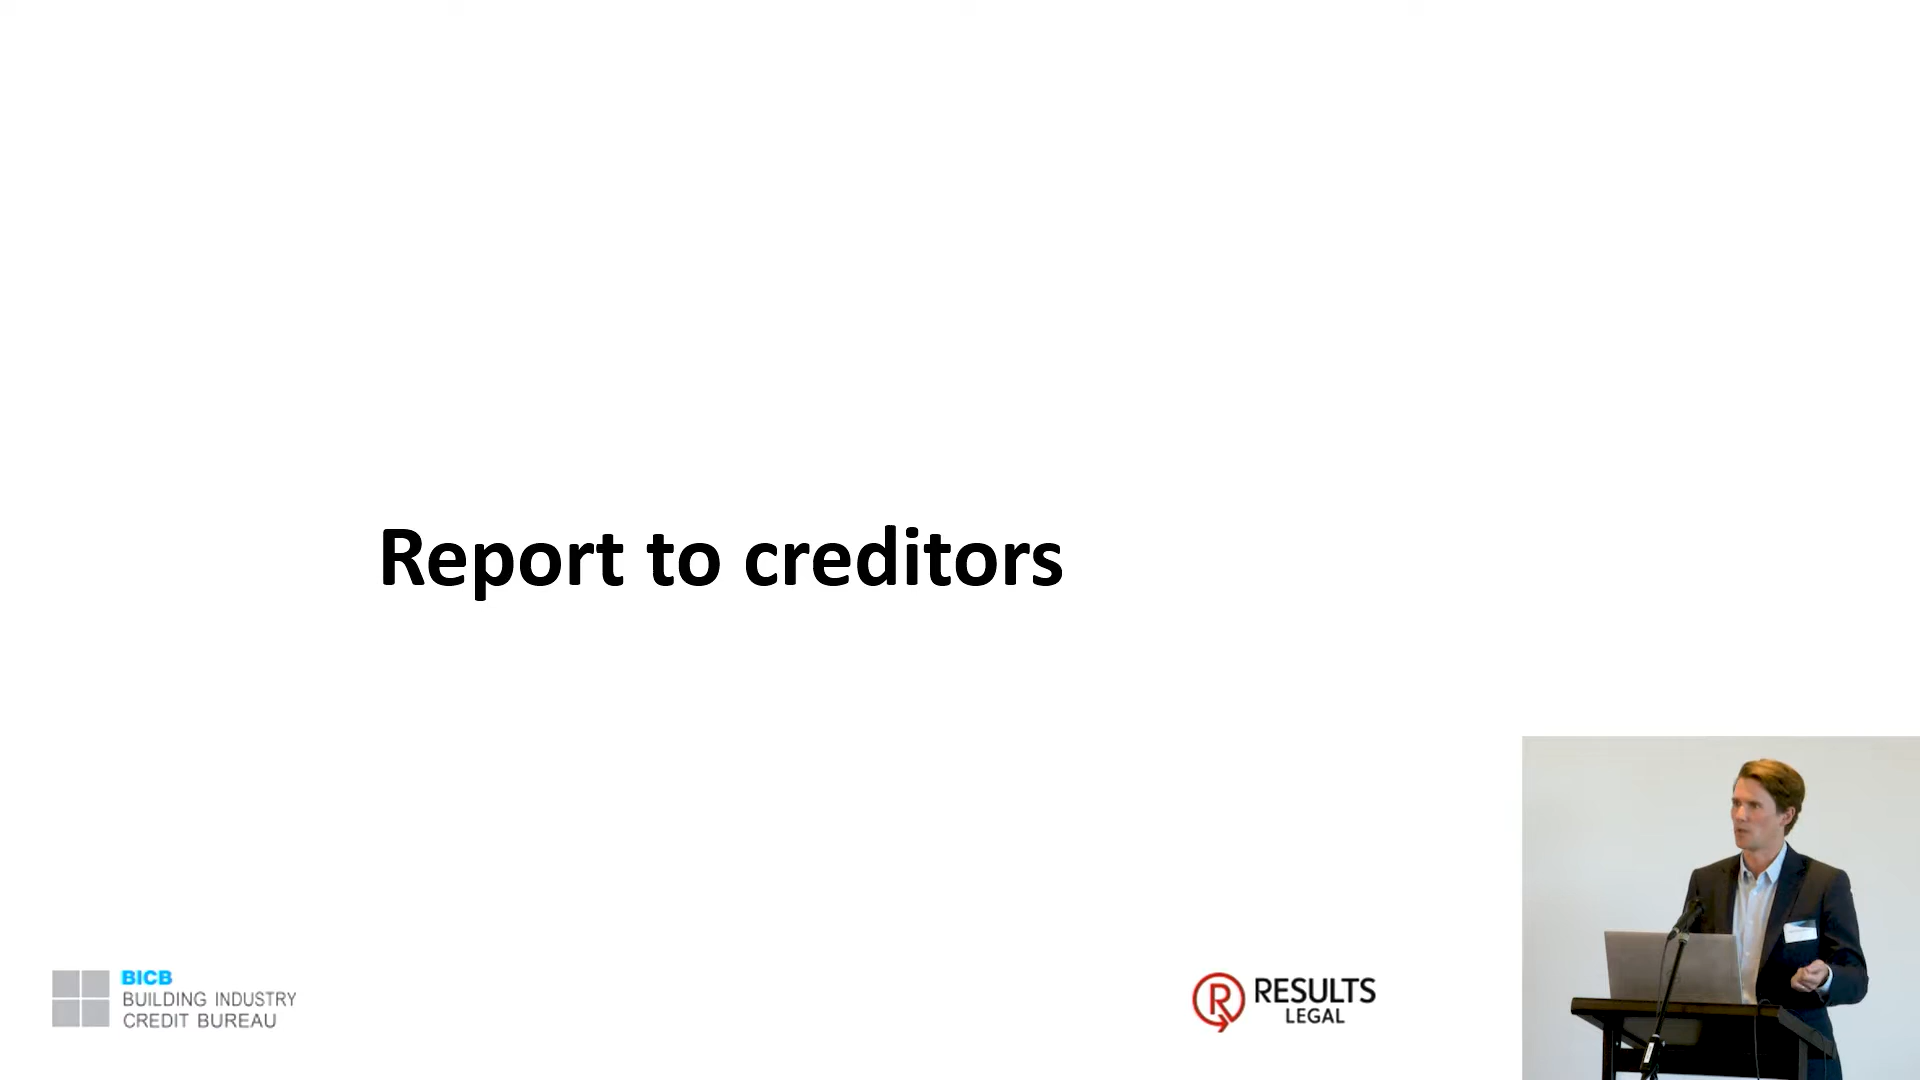 Report to creditors
BICB
BUILDING INDUSTRY
CREDIT BUREAU
R
RESULTS
LEGAL